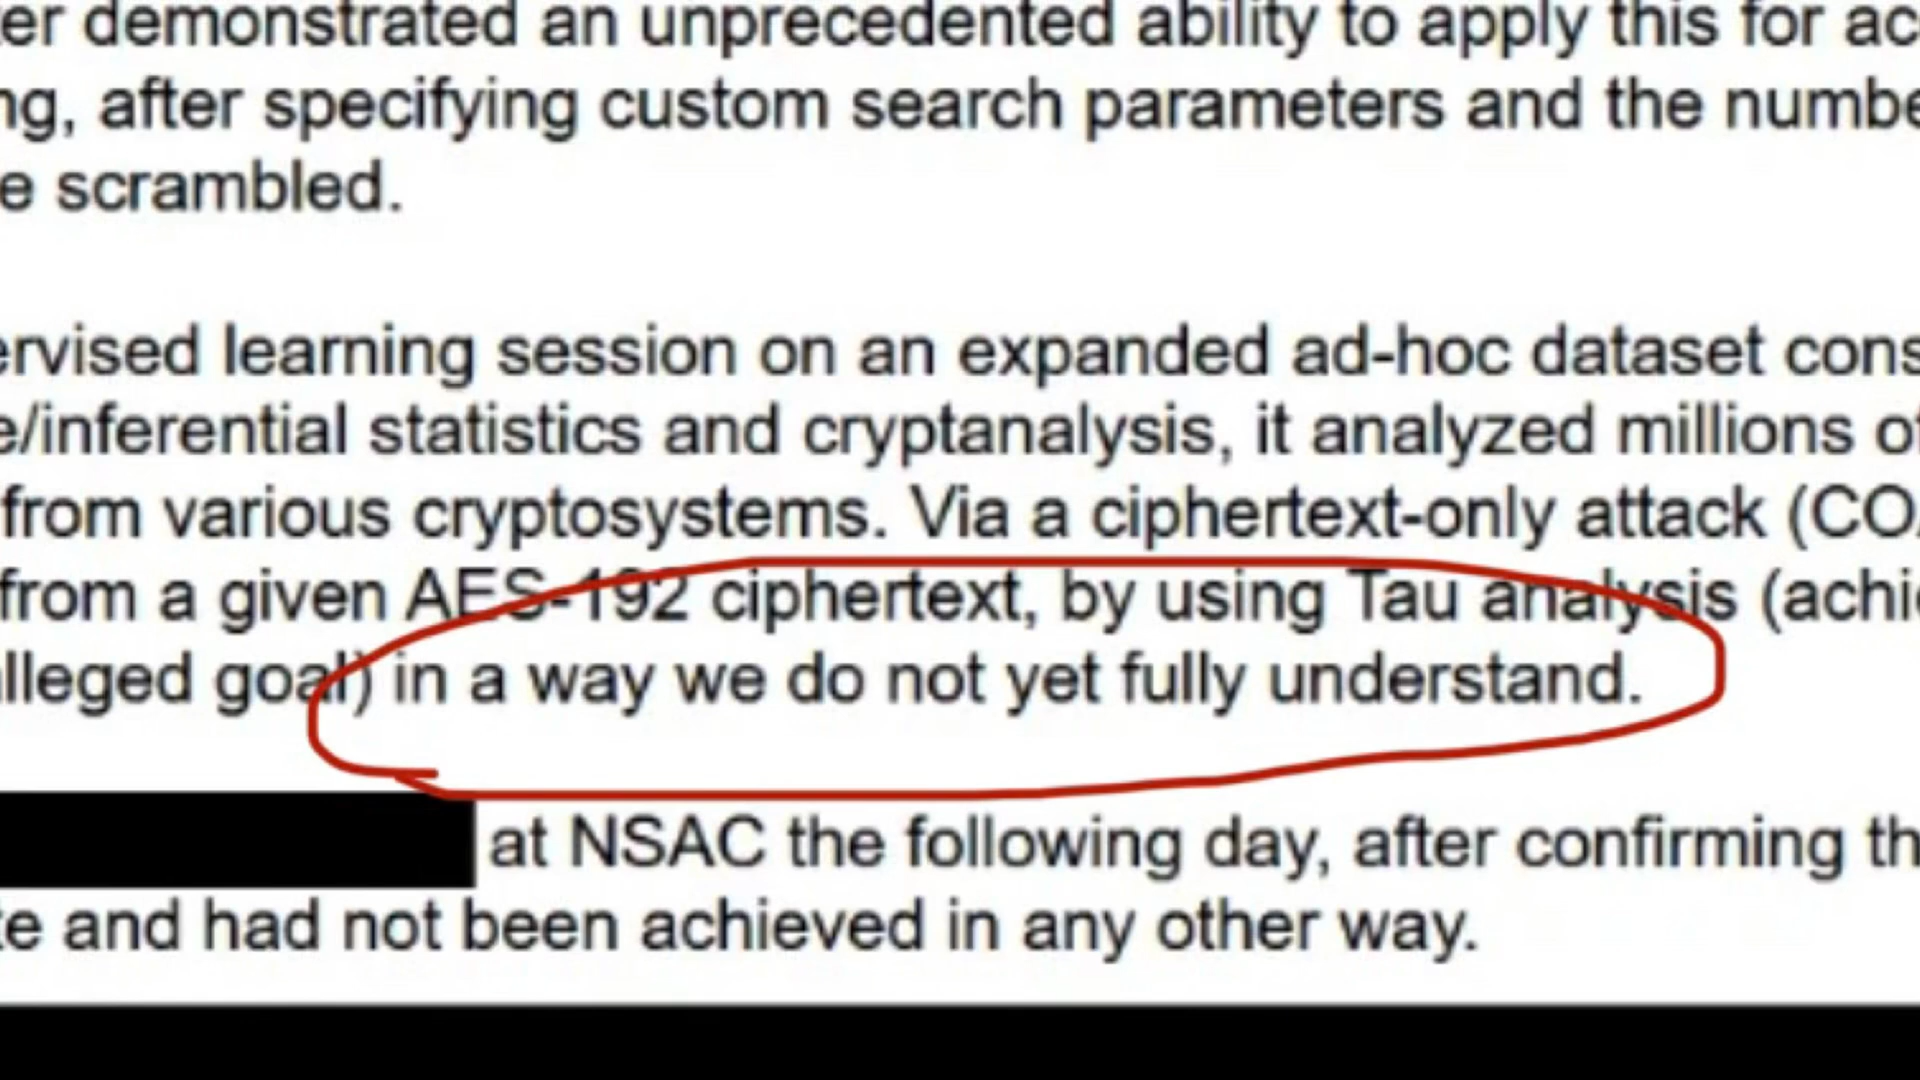 er demonstrated an unprecedented ability to apply this for ac
ng, after specifying custom search parameters and the numbe
e scrambled.
ervised learning session on an expanded ad-hoc dataset cons
e/inferential statistics and cryptanalysis, it analyzed millions of
from various cryptosystems. Via a ciphertext-only attack (CO
from a given AES-192 ciphertext, by using Tau analysis (achi
lleged goal) in a way we do not yet fully understand.
at NSAC the following day, after confirming th
te and had not been achieved in any other way.